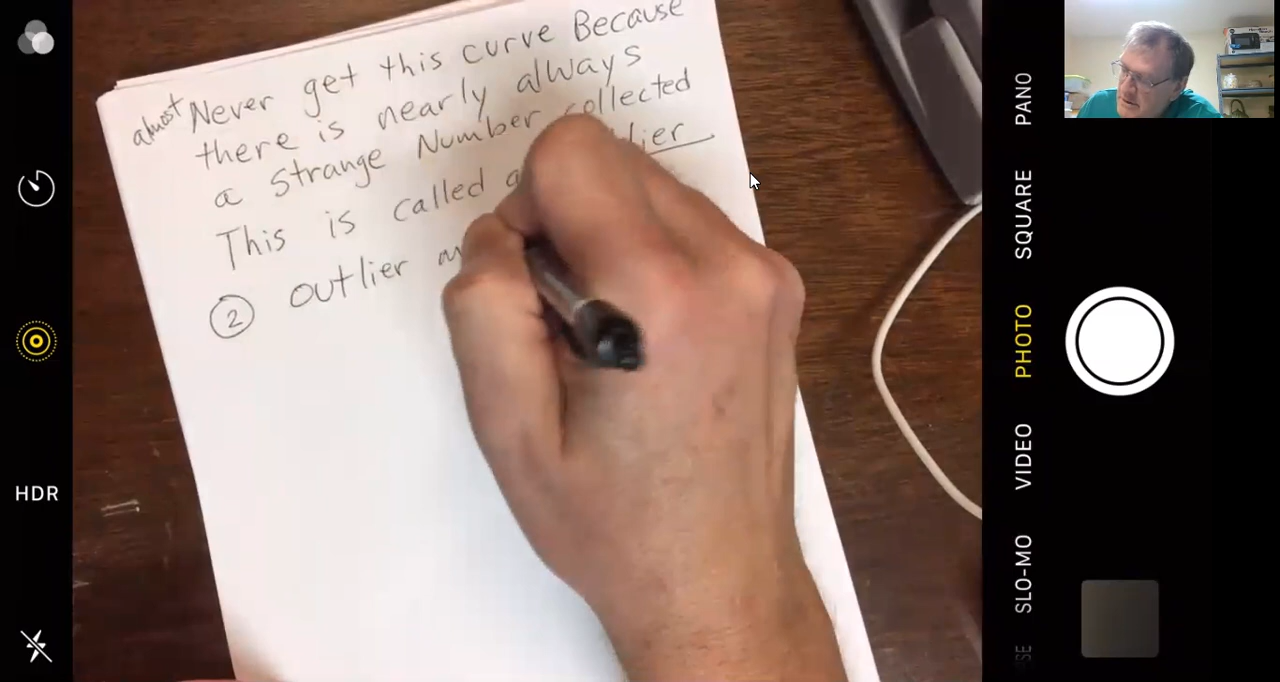 almost Never get this curve Because
there is nearly always
a strange Number collected
This is called
② outlier
HDR
PANO
SQUARE
PHOTO
VIDEO
SLO-MO